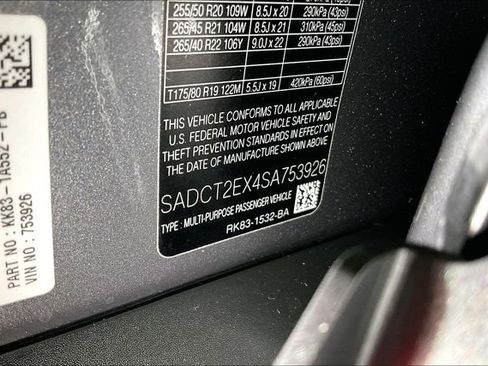 255/50 R20 109W 8.5J x 20 290kPa (43psi)
265/45 R21 104W 8.5J x 21 310kPa (45psi)
265/40 R22 106Y 9.0J x 22 290kPa (43psi)
T175/80 R19 122M 5.5J x 19 420kPa (60psi)
THIS VEHICLE CONFORMS TO ALL APPLICABLE
U.S. FEDERAL MOTOR VEHICLE SAFETY AND
THEFT PREVENTION STANDARDS IN EFFECT ON
THE DATE OF MANUFACTURE SHOWN ABOVE
SADCT2EX4SA753926
TYPE : MULTI-PURPOSE PASSENGER VEHICLE
RK83-1532-BA
PART NO : KK83-1A552-FB
VIN NO : 753926